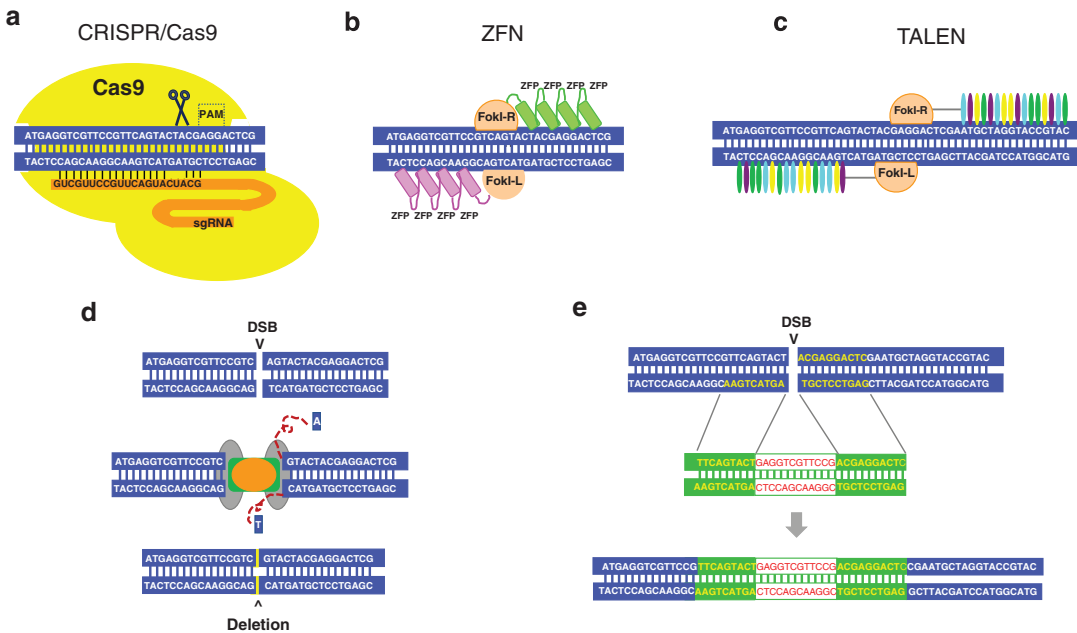 a
CRISPR/Cas9
Cas9
PAM
ATGAGGTCGTTCCGTTCAGTACTACGAGGACTCG
TACTCCAGCAAGGCAAGTCATGATGCTCCTGAGC
GUCGUUCCGUUCAGUACUACG
sgRNA
b
ZFN
ZFP ZFP ZFP ZFP
FokI-R
ATGAGGTCGTTCCGTCAGTACTACGAGGACTCG
TACTCCAGCAAGGCAGTCATGATGCTCCTGAGC
FokI-L
ZFP ZFP ZFP ZFP
c
TALEN
FokI-R
ATGAGGTCGTTCCGTTCAGTACTACGAGGACTCGAATGCTAGGTACCGTAC
TACTCCAGCAAGGCAAGTCATGATGCTCCTGAGCTTACGATCCATGGCATG
FokI-L
d
DSB
V
ATGAGGTCGTTCCGTC AGTACTACGAGGACTCG
TACTCCAGCAAGGCAG TCATGATGCTCCTGAGC
A
ATGAGGTCGTTCCGTC GTACTACGAGGACTCG
TACTCCAGCAAGGCAG CATGATGCTCCTGAGC
T
ATGAGGTCGTTCCGTC GTACTACGAGGACTCG
TACTCCAGCAAGGCAG CATGATGCTCCTGAGC
^
Deletion
e
DSB
V
ATGAGGTCGTTCCGTTCAGTACT ACGAGGACTCGAATGCTAGGTACCGTAC
TACTCCAGCAAGGCAAGTCATGA TGCTCCTGAGCTTACGATCCATGGCATG
TTCAGTACTGAGGTCGTTCCGACGAGGACTC
AAGTCATGACTCCAGCAAGGCTGCTCCTGAG
ATGAGGTCGTTCCGTTCAGTACTGAGGTCGTTCCGACGAGGACTCCGAATGCTAGGTACCGTAC
TACTCCAGCAAGGCAAGTCATGACTCCAGCAAGGCTGCTCCTGAGGCTTACGATCCATGGCATG